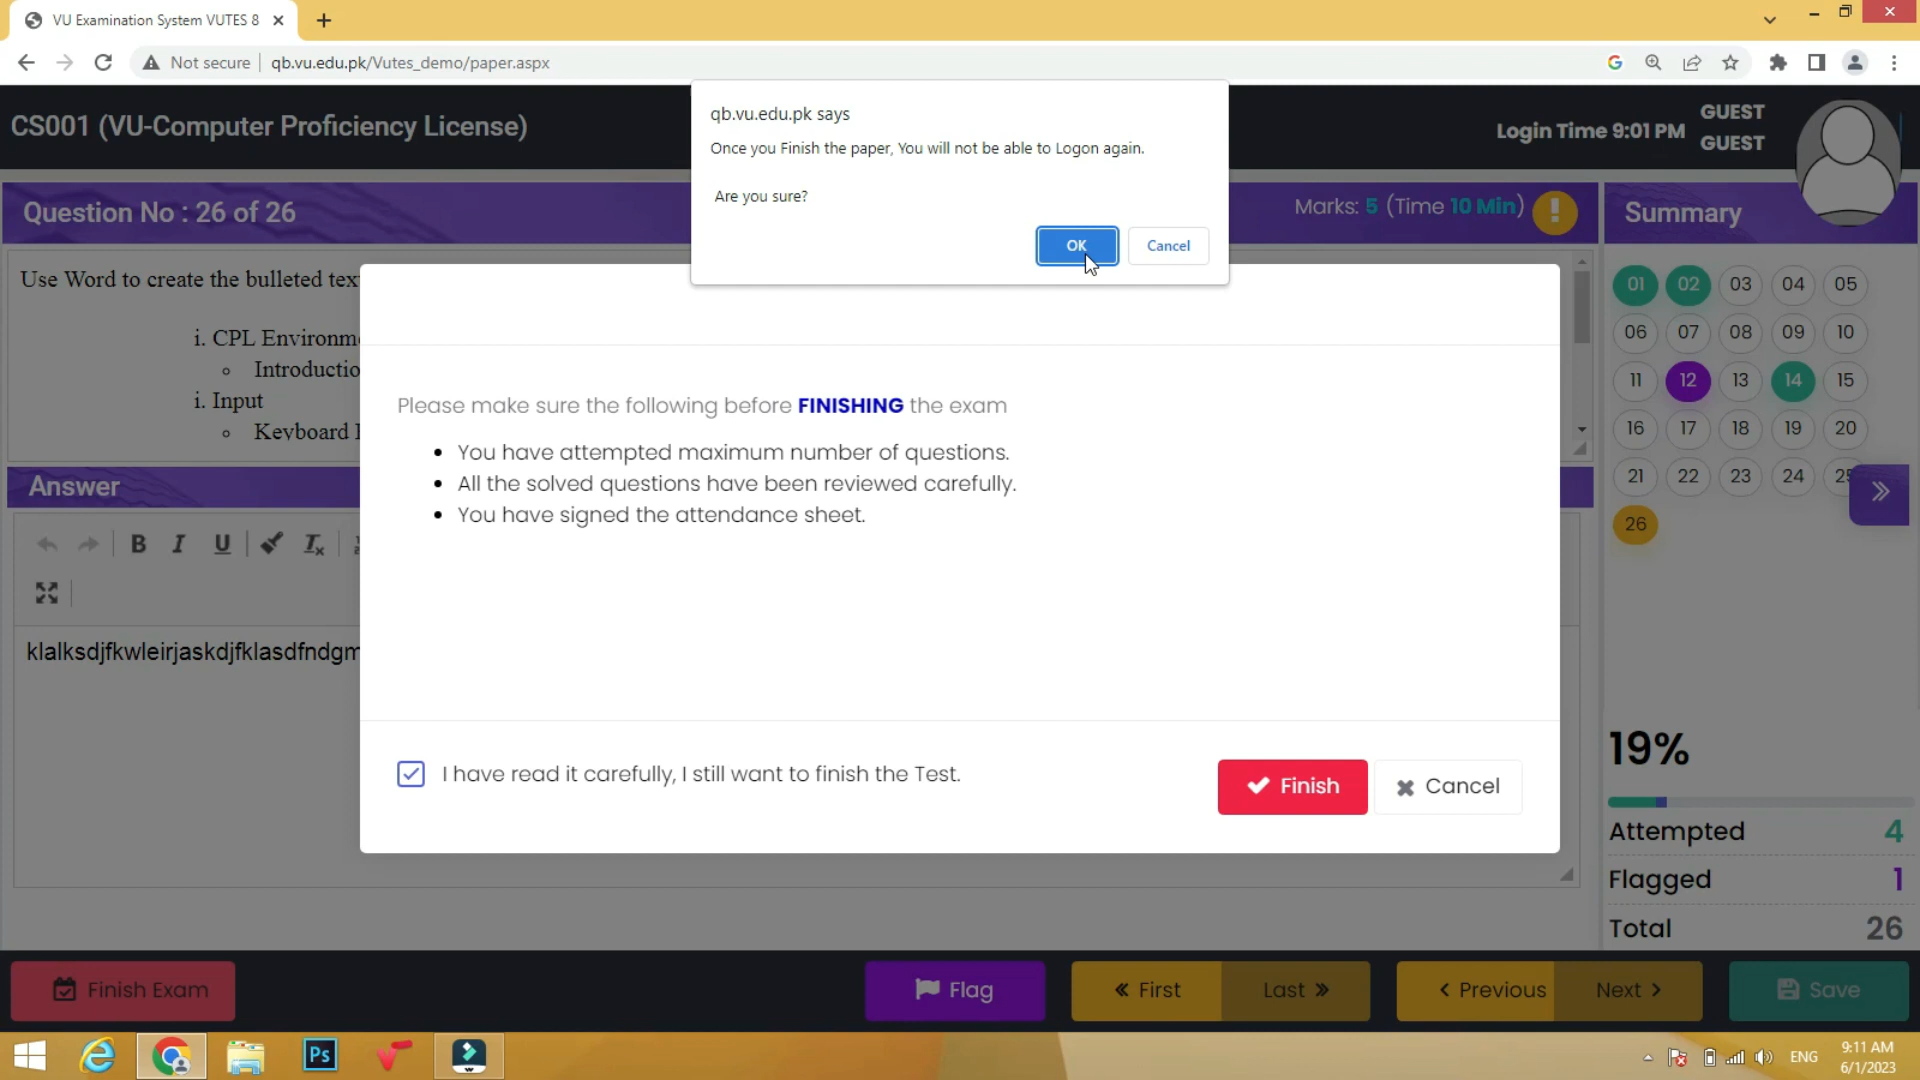 VU Examination System VUTES 8
Not secure
qb.vu.edu.pk/Vutes_demo/paper.aspx
qb.vu.edu.pk says
Once you Finish the paper, You will not be able to Logon again.
Are you sure?
OK
Cancel
CS001 (VU-Computer Proficiency License)
Login Time 9:01 PM
GUEST
GUEST
Question No : 26 of 26
Marks: 5 (Time 10 Min)
Summary
Use Word to create the bulleted
i. CPL
i. Input
Keyboard
Answer
Please make sure the following before FINISHING the exam
You have attempted maximum number of questions.
All the solved questions have been reviewed carefully.
You have signed the attendance sheet.
I have read it carefully, I still want to finish the Test.
Finish
Cancel
B I U
klalksdjfkwleirjaskdjfklasdfndgm
01 02 03 04 05
06 07 08 09 10
11 12 13 14 15
16 17 18 19 20
21 22 23 24 25
26
19%
Attempted 4
Flagged 1
Total 26
Finish Exam
Flag
First
Last
Previous
Next
Save
Ps
ENG
9:11 AM
6/1/2023